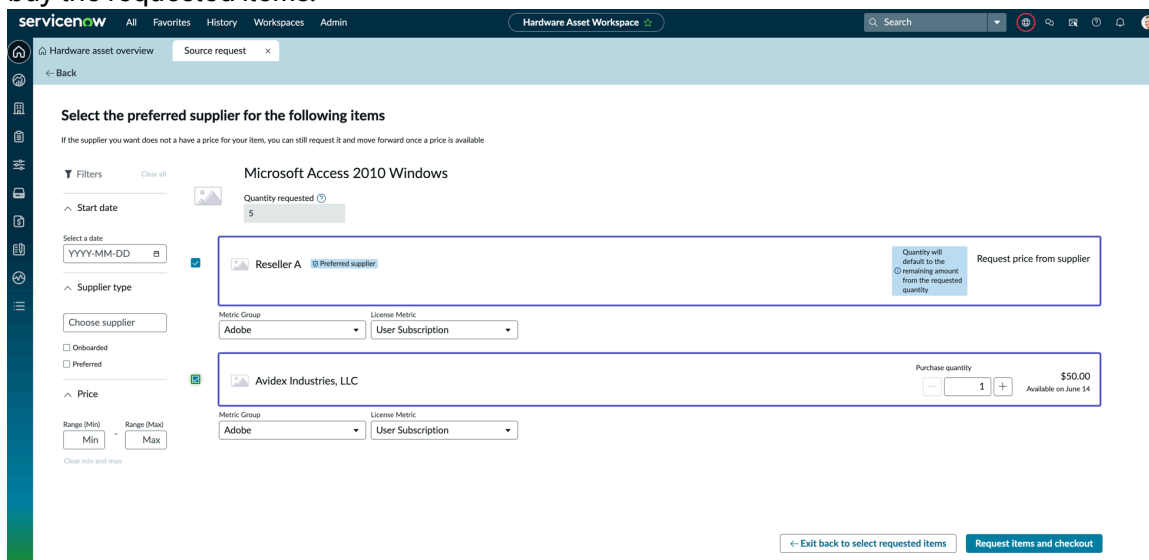 buy the requested items.
servicenow All Favorites History Workspaces Admin Hardware Asset Workspace ☆ Search
Hardware asset overview Source request ×
← Back
Select the preferred supplier for the following items
If the supplier you want does not a have a price for your item, you can still request it and move forward once a price is available
Filters Clear all
Microsoft Access 2010 Windows
Quantity requested
5
Start date
Select a date
YYYY-MM-DD
Reseller A Preferred supplier
Quantity will
default to the
remaining amount
from the requested
quantity
Request price from supplier
Supplier type
Choose supplier
Onboarded
Preferred
Metric Group License Metric
Adobe User Subscription
Avidex Industries, LLC
Purchase quantity
− 1 +
$50.00
Available on June 14
Price
Range (Min) Range (Max)
Min – Max
Clear min and max
Metric Group License Metric
Adobe User Subscription
← Exit back to select requested items Request items and checkout